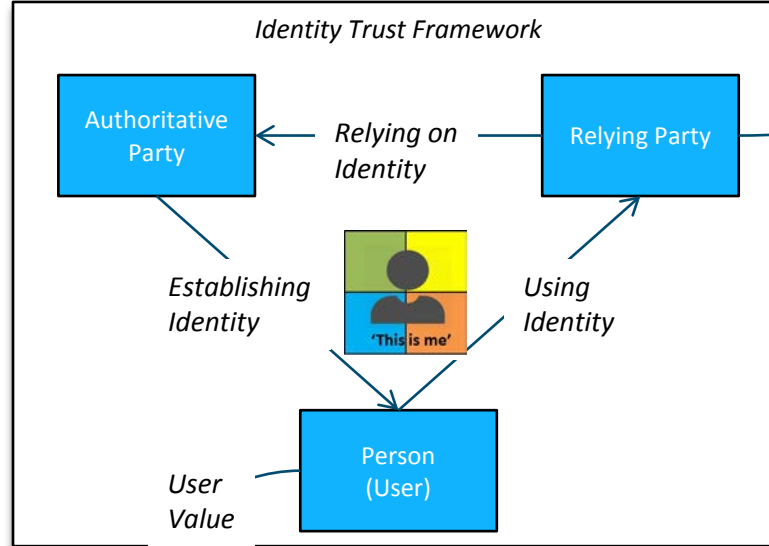 Identity Trust Framework
Authoritative
Party
Relying on
Identity
Relying Party
Establishing
Identity
'This is me'
Using
Identity
Person
(User)
User
Value